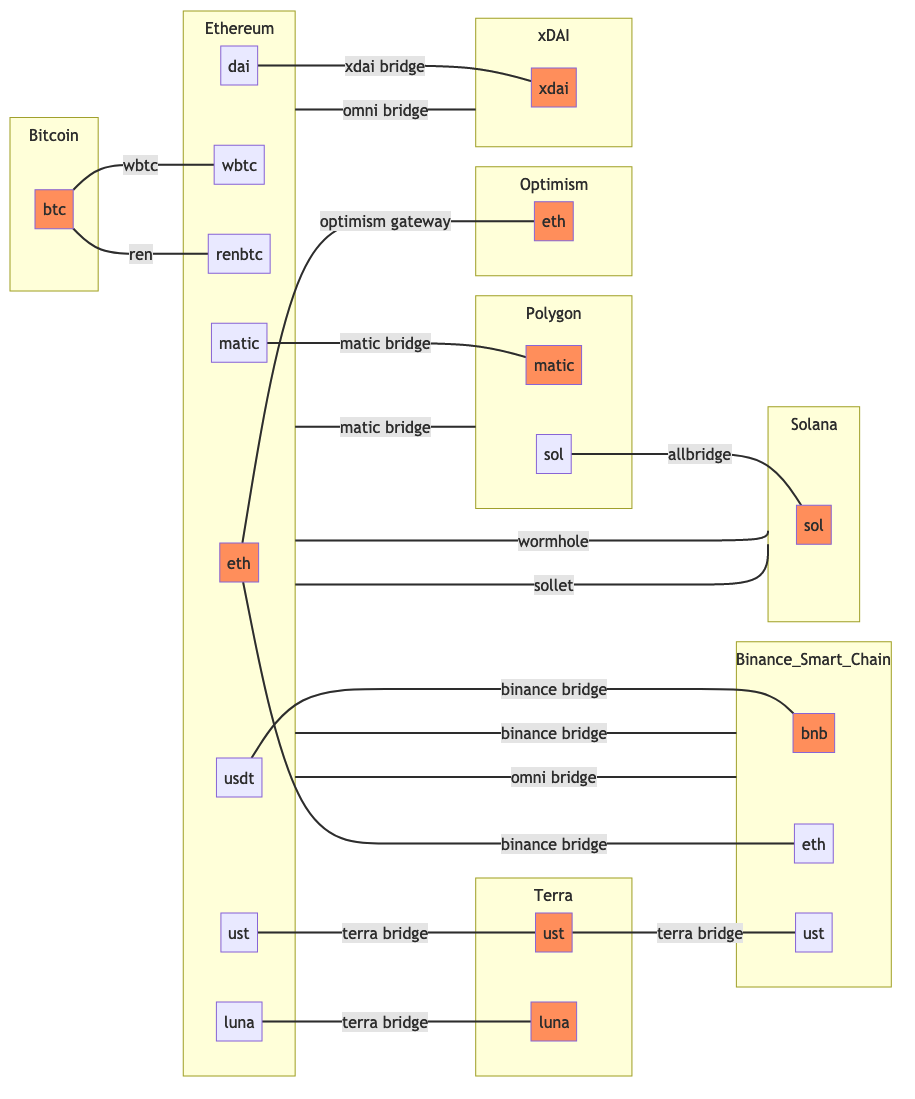 Ethereum
xDAI
dai
xdai bridge
xdai
omni bridge
Bitcoin
wbtc
wbtc
btc
ren
renbtc
Optimism
optimism gateway
eth
Polygon
matic
matic bridge
matic
matic bridge
sol
allbridge
Solana
sol
wormhole
eth
sollet
Binance_Smart_Chain
binance bridge
bnb
binance bridge
usdt
omni bridge
binance bridge
eth
Terra
ust
terra bridge
ust
terra bridge
ust
luna
terra bridge
luna